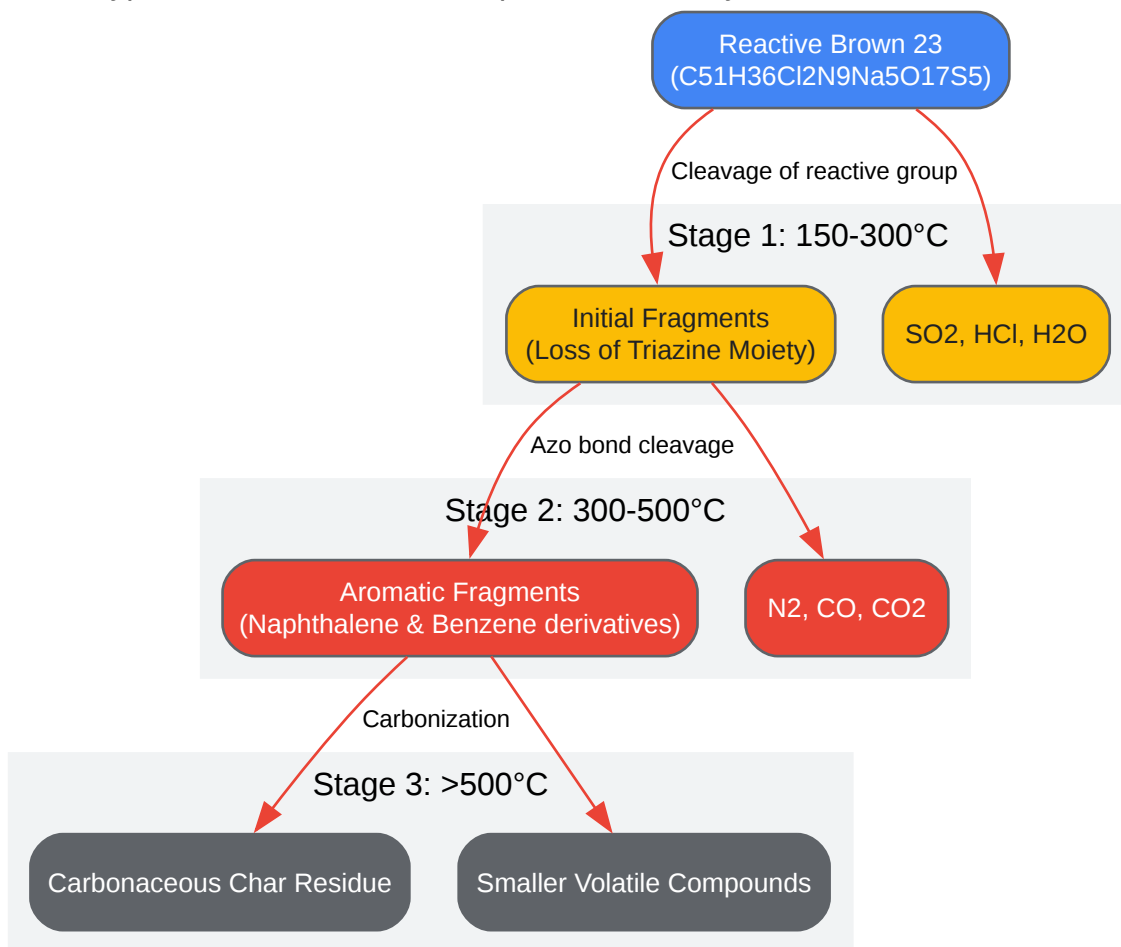 Reactive Brown 23
(C51H36Cl2N9Na5O17S5)
Cleavage of reactive group
Stage 1: 150-300°C
Initial Fragments
(Loss of Triazine Moiety)
SO2, HCl, H2O
Azo bond cleavage
Stage 2: 300-500°C
Aromatic Fragments
(Naphthalene & Benzene derivatives)
N2, CO, CO2
Carbonization
Stage 3: >500°C
Carbonaceous Char Residue
Smaller Volatile Compounds